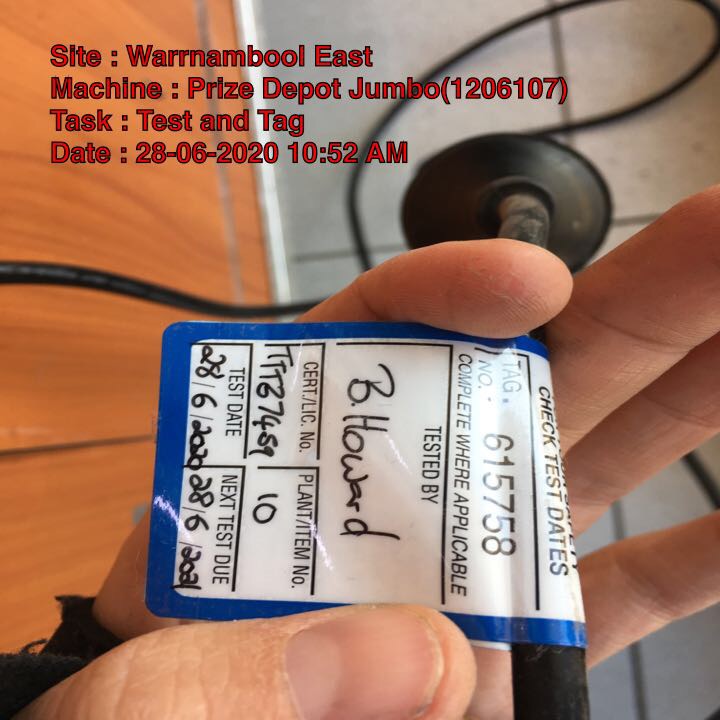 Site : Warrnambool East
Machine : Prize Depot Jumbo(1206107)
Task : Test and Tag
Date : 28-06-2020 10:52 AM
CHECK TEST DATES
TAG. NO. - 615758
COMPLETE WHERE APPLICABLE
TESTED BY
B.Howard
CERT./LIC. No. PLANT/ITEM No.
10
TEST DATE NEXT TEST DUE
28/6/2020 28/6/2021